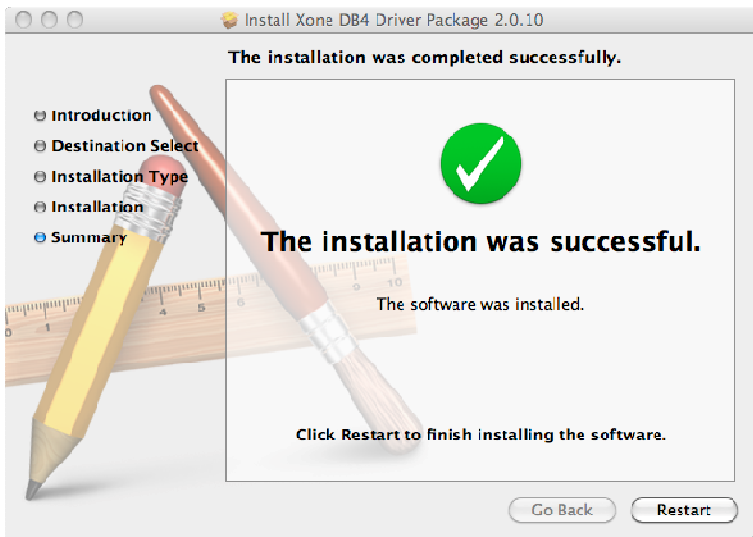 Install Xone DB4 Driver Package 2.0.10
The installation was completed successfully.
Introduction
Destination Select
Installation Type
Installation
Summary
The installation was successful.
The software was installed.
Click Restart to finish installing the software.
Go Back
Restart